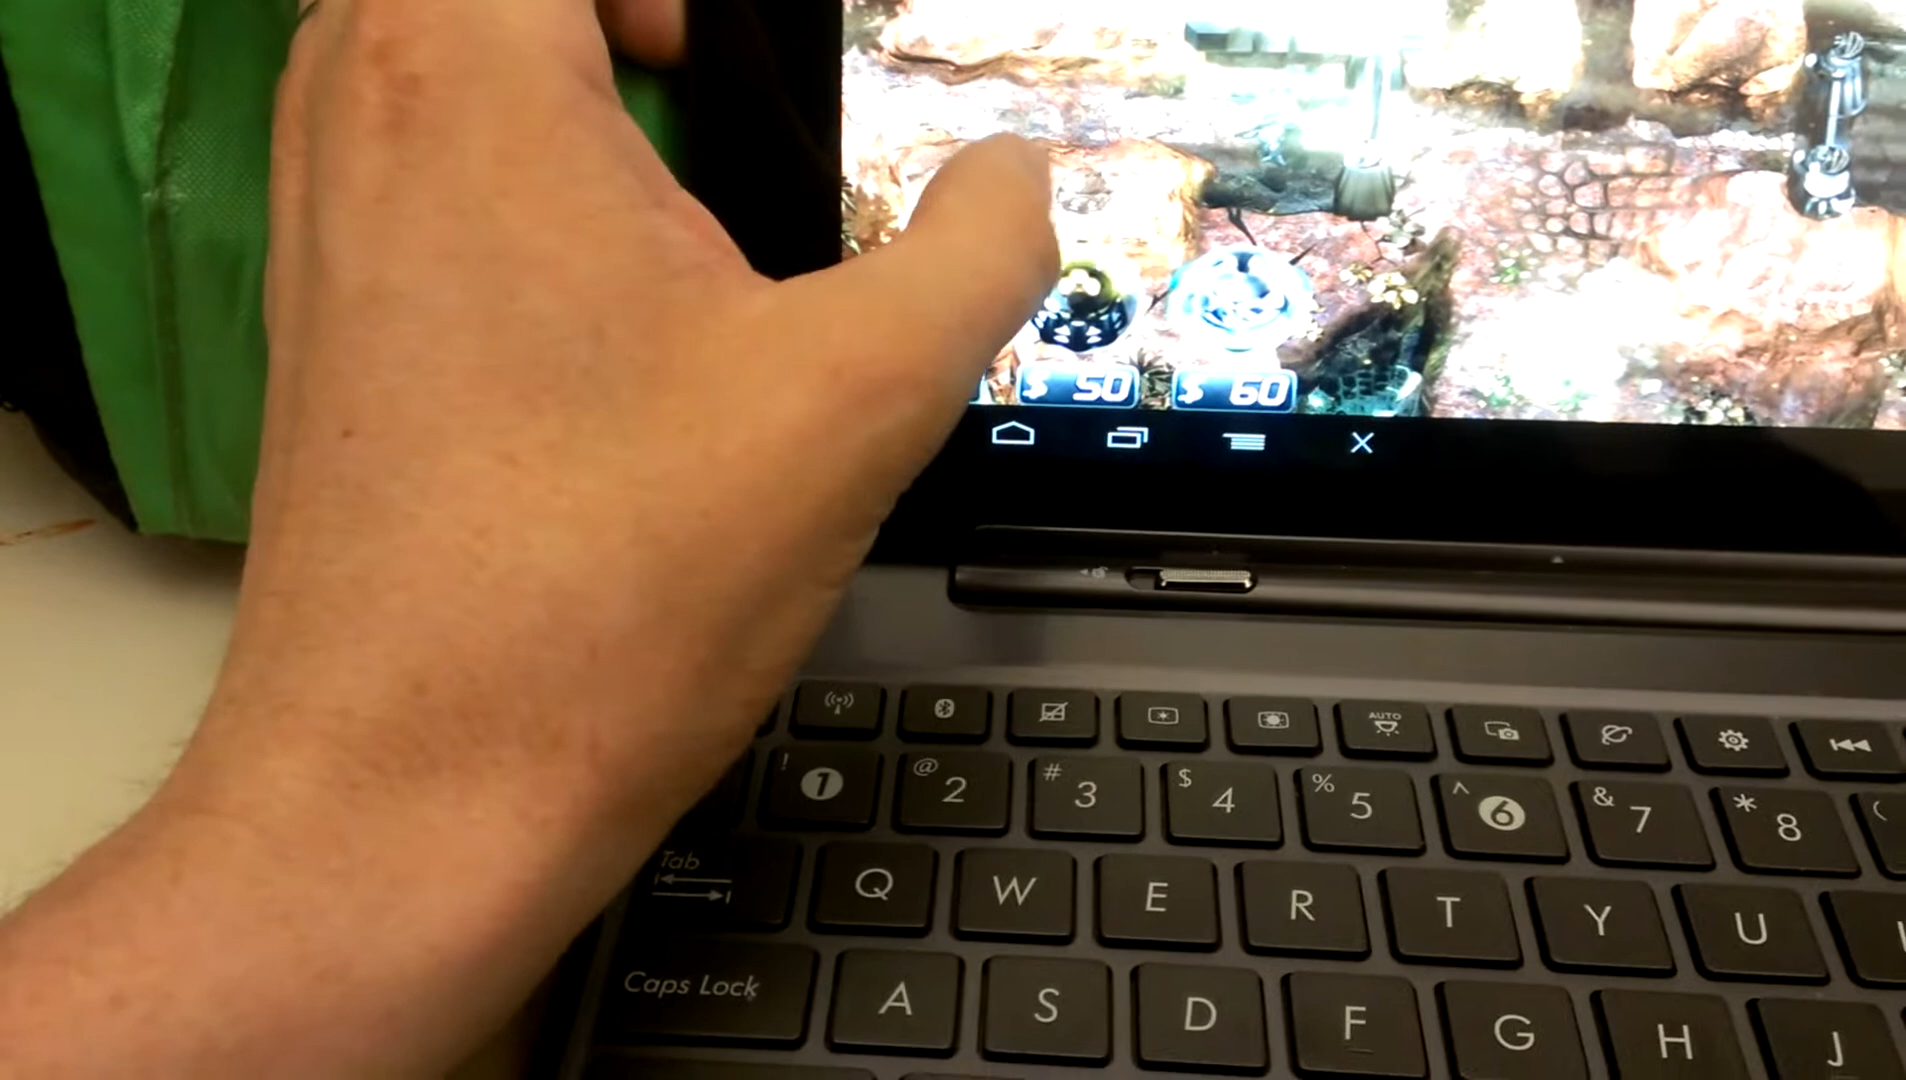 $ 50 $ 60
AUTO
! 1 @ 2 # 3 $ 4 % 5 ^ 6 & 7 * 8 (
Tab Q W E R T Y U
Caps Lock A S D F G H J